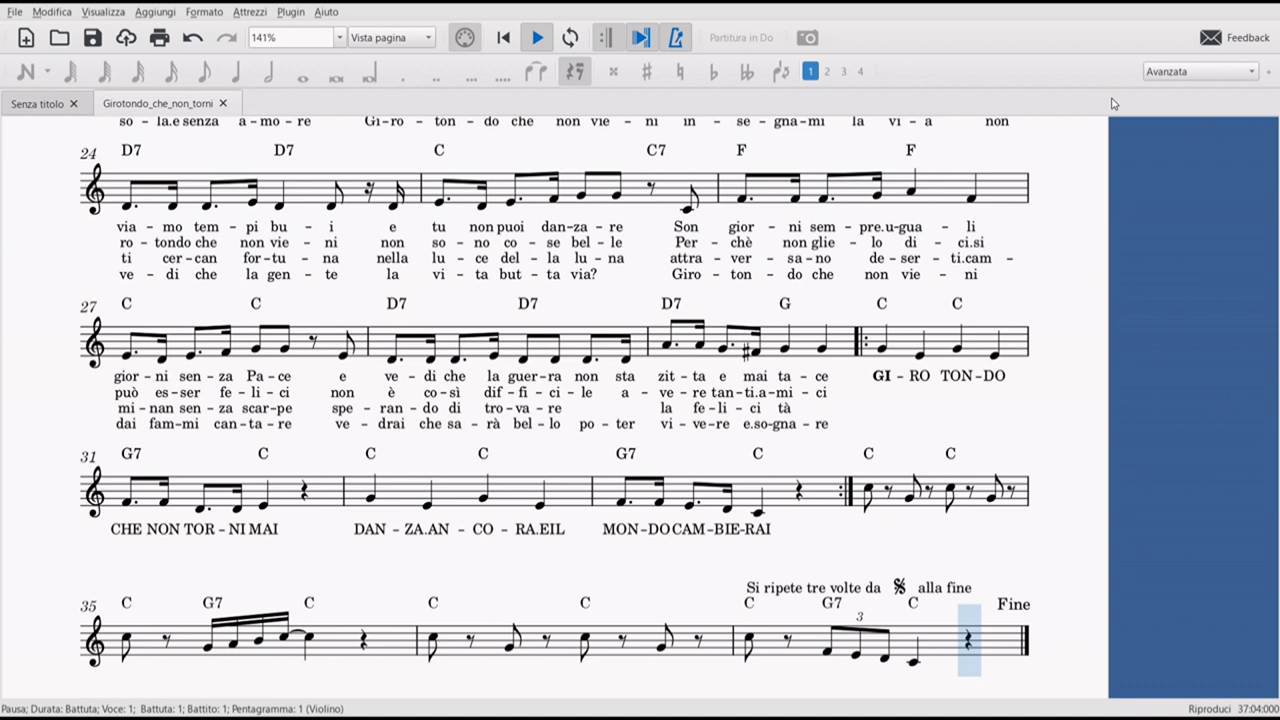 File Modifica Visualizza Aggiungi Formato Attrezzi Plugin Aiuto
141% Vista pagina Partitura in Do Feedback
1 2 3 4 Avanzata
Senza titolo Girotondo_che_non_torni
so – la.e senza a – mo – re Gi – ro – ton – do che non vie – ni in – se – gna – mi la vi – a non
24 D7 D7 C C7 F F
via – mo tem – pi bu – i e tu non puoi dan – za – re Son gior – ni sem – pre.u – gua – li
ro – tondo che non vie – ni non so – no co – se bel – le Per – chè non glie – lo di – ci.si
ti cer – can for – tu – na nella lu – ce del – la lu – na attra – ver – sa – no de – ser – ti.cam –
ve – di che la gen – te la vi – ta but – ta via? Giro – ton – do che non vie – ni
27 C C D7 D7 D7 G C C
gior – ni sen – za Pa – ce e ve – di che la guer – ra non sta zit – ta e mai ta – ce GI – RO TON – DO
può es – ser fe – li – ci non è co – sì dif – fi – ci – le a – ve – re tan – ti.a – mi – ci
mi – nan sen – za scar – pe spe – ran – do di tro – va – re la fe – li – ci tà
dai fam – mi can – ta – re ve – drai che sa – rà bel – lo po – ter vi – ve – re e.so – gna – re
31 G7 C C C G7 C C C
CHE NON TOR – NI MAI DAN – ZA.AN – CO – RA.EIL MON – DO CAM – BIE – RAI
Si ripete tre volte da alla fine
35 C G7 C C C C G7 C Fine
3
Pausa; Durata: Battuta; Voce: 1; Battuta: 1; Battito: 1; Pentagramma: 1 (Violino) Riproduci 37:04:000